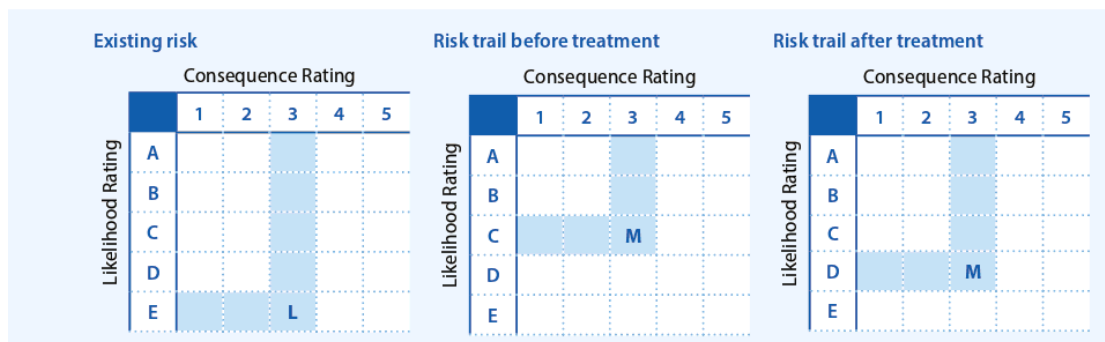 Existing risk
Consequence Rating
1 2 3 4 5
Likelihood Rating
A
B
C
D
E L
Risk trail before treatment
Consequence Rating
1 2 3 4 5
Likelihood Rating
A
B
C M
D
E
Risk trail after treatment
Consequence Rating
1 2 3 4 5
Likelihood Rating
A
B
C
D M
E